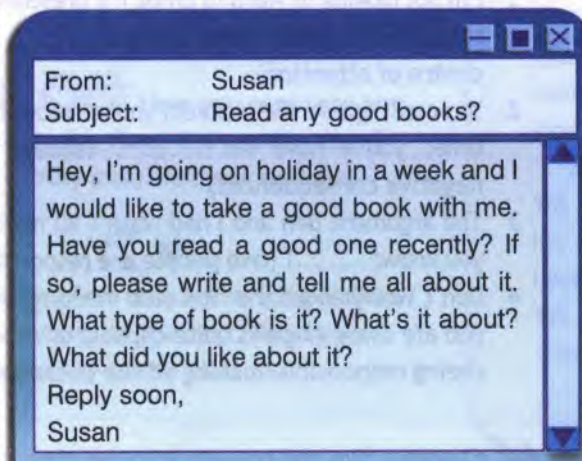 From: Susan
Subject: Read any good books?
Hey, I'm going on holiday in a week and I
would like to take a good book with me.
Have you read a good one recently? If
so, please write and tell me all about it.
What type of book is it? What's it about?
What did you like about it?
Reply soon,
Susan